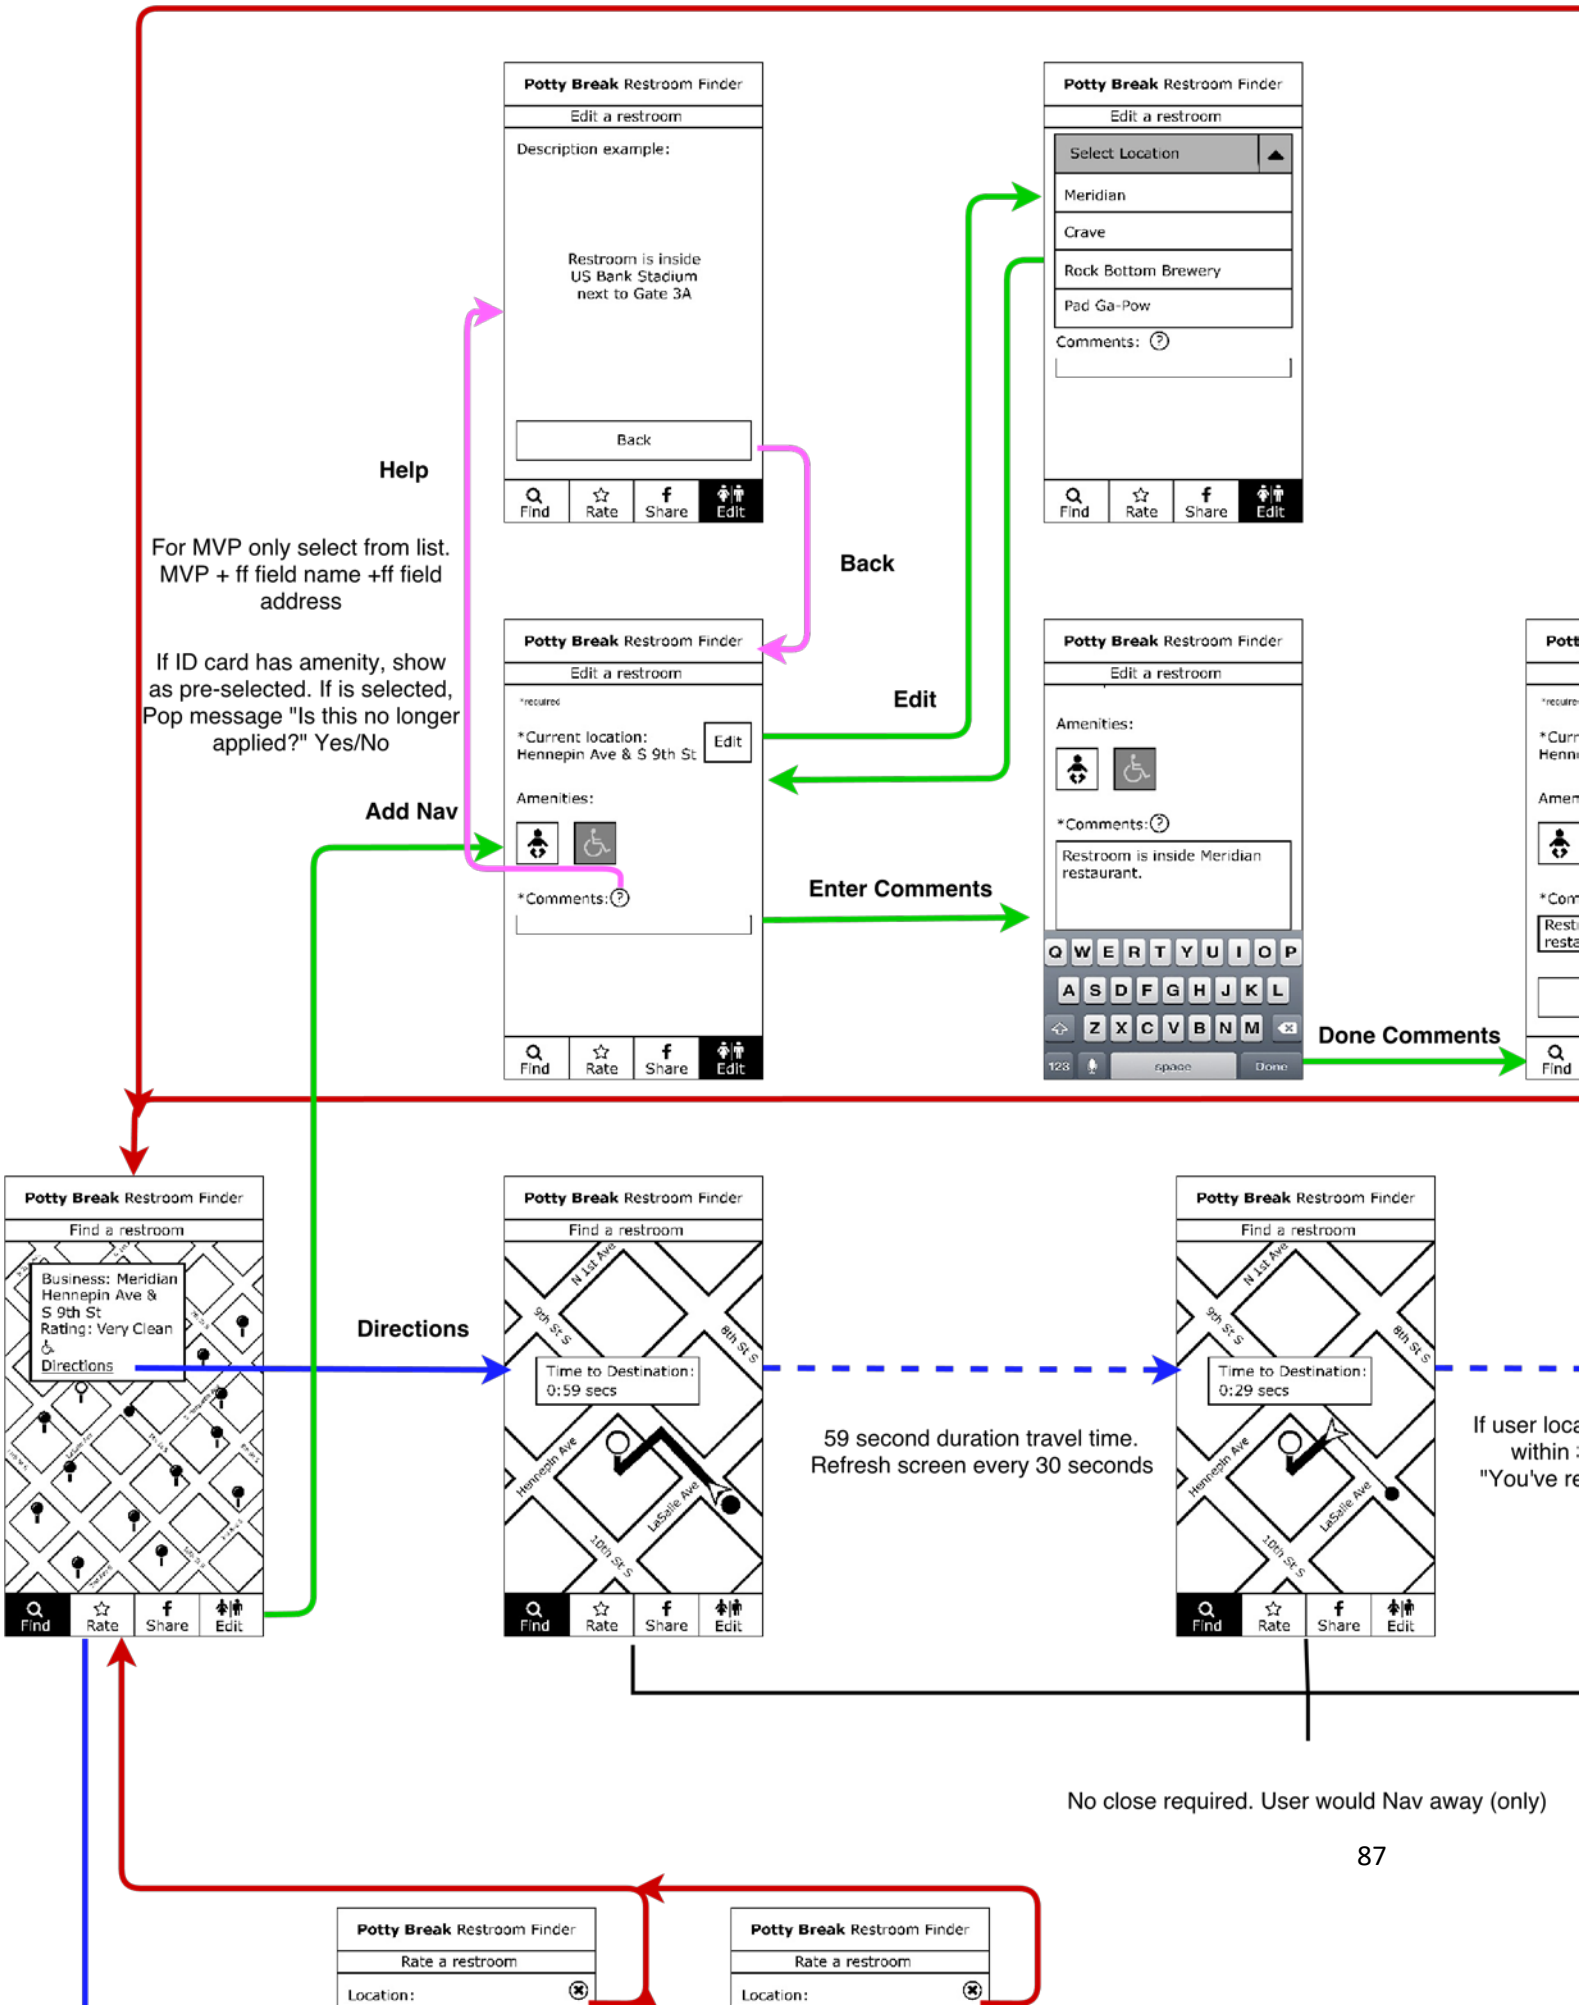 Potty Break Restroom Finder
Edit a restroom
Description example:
Restroom is inside
US Bank Stadium
next to Gate 3A
Back
Find
Rate
Share
Edit
Potty Break Restroom Finder
Edit a restroom
Select Location
Meridian
Crave
Rock Bottom Brewery
Pad Ga-Pow
Comments: ?
Find
Rate
Share
Edit
Help
Back
For MVP only select from list.
MVP + ff field name +ff field
address
If ID card has amenity, show
as pre-selected. If is selected,
Pop message "Is this no longer
applied?" Yes/No
Add Nav
Potty Break Restroom Finder
Edit a restroom
*required
*Current location:
Hennepin Ave & S 9th St
Edit
Amenities:
*Comments: ?
Find
Rate
Share
Edit
Edit
Enter Comments
Potty Break Restroom Finder
Edit a restroom
Amenities:
*Comments: ?
Restroom is inside Meridian
restaurant.
Q W E R T Y U I O P
A S D F G H J K L
Z X C V B N M
123 space Done
Done Comments
Pott
*require
*Curr
Henn
Amen
*Com
Rest
resta
Find
Potty Break Restroom Finder
Find a restroom
Business: Meridian
Hennepin Ave &
S 9th St
Rating: Very Clean
Directions
Find
Rate
Share
Edit
Directions
Potty Break Restroom Finder
Find a restroom
N 1st Ave
9th St S
8th St S
Time to Destination:
0:59 secs
Hennepin Ave
LaSalle Ave
10th St S
Find
Rate
Share
Edit
59 second duration travel time.
Refresh screen every 30 seconds
Potty Break Restroom Finder
Find a restroom
N 1st Ave
9th St S
8th St S
Time to Destination:
0:29 secs
Hennepin Ave
LaSalle Ave
10th St S
Find
Rate
Share
Edit
If user loca
within
"You've re
No close required. User would Nav away (only)
87
Potty Break Restroom Finder
Rate a restroom
Location:
Potty Break Restroom Finder
Rate a restroom
Location: